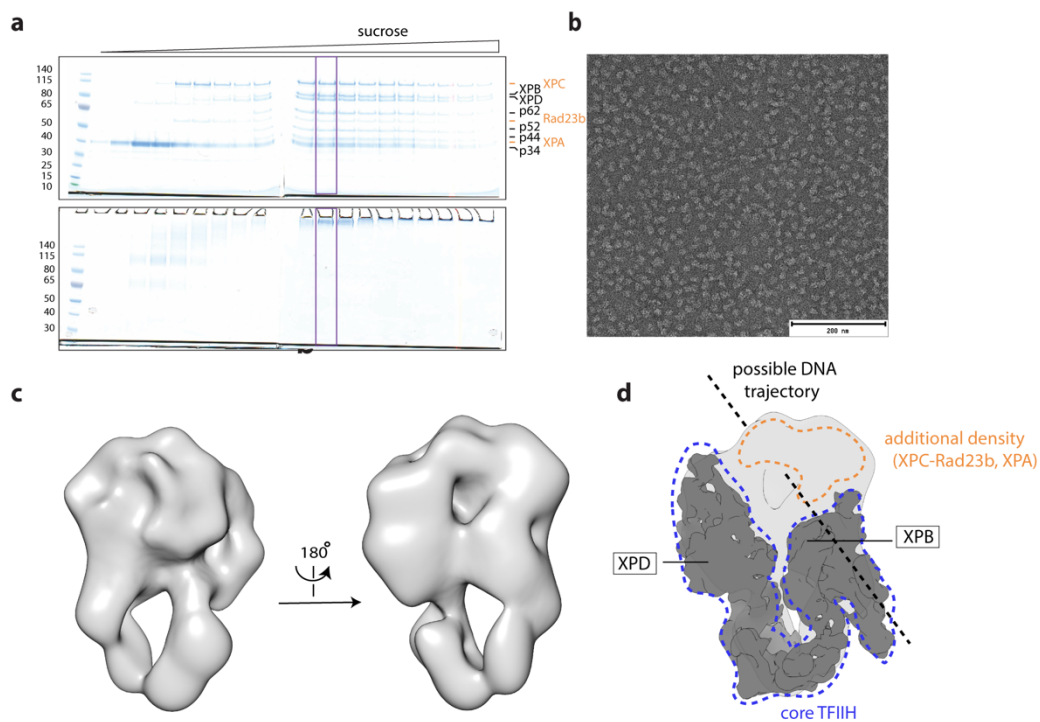 a
sucrose
140
115
80
65
50
40
30
25
15
10
XPC
XPB
XPD
p62
Rad23b
p52
p44
XPA
p34
140
115
80
65
50
40
30
b
200 nm
c
180°
d
possible DNA
trajectory
additional density
(XPC-Rad23b, XPA)
XPB
XPD
core TFIIH